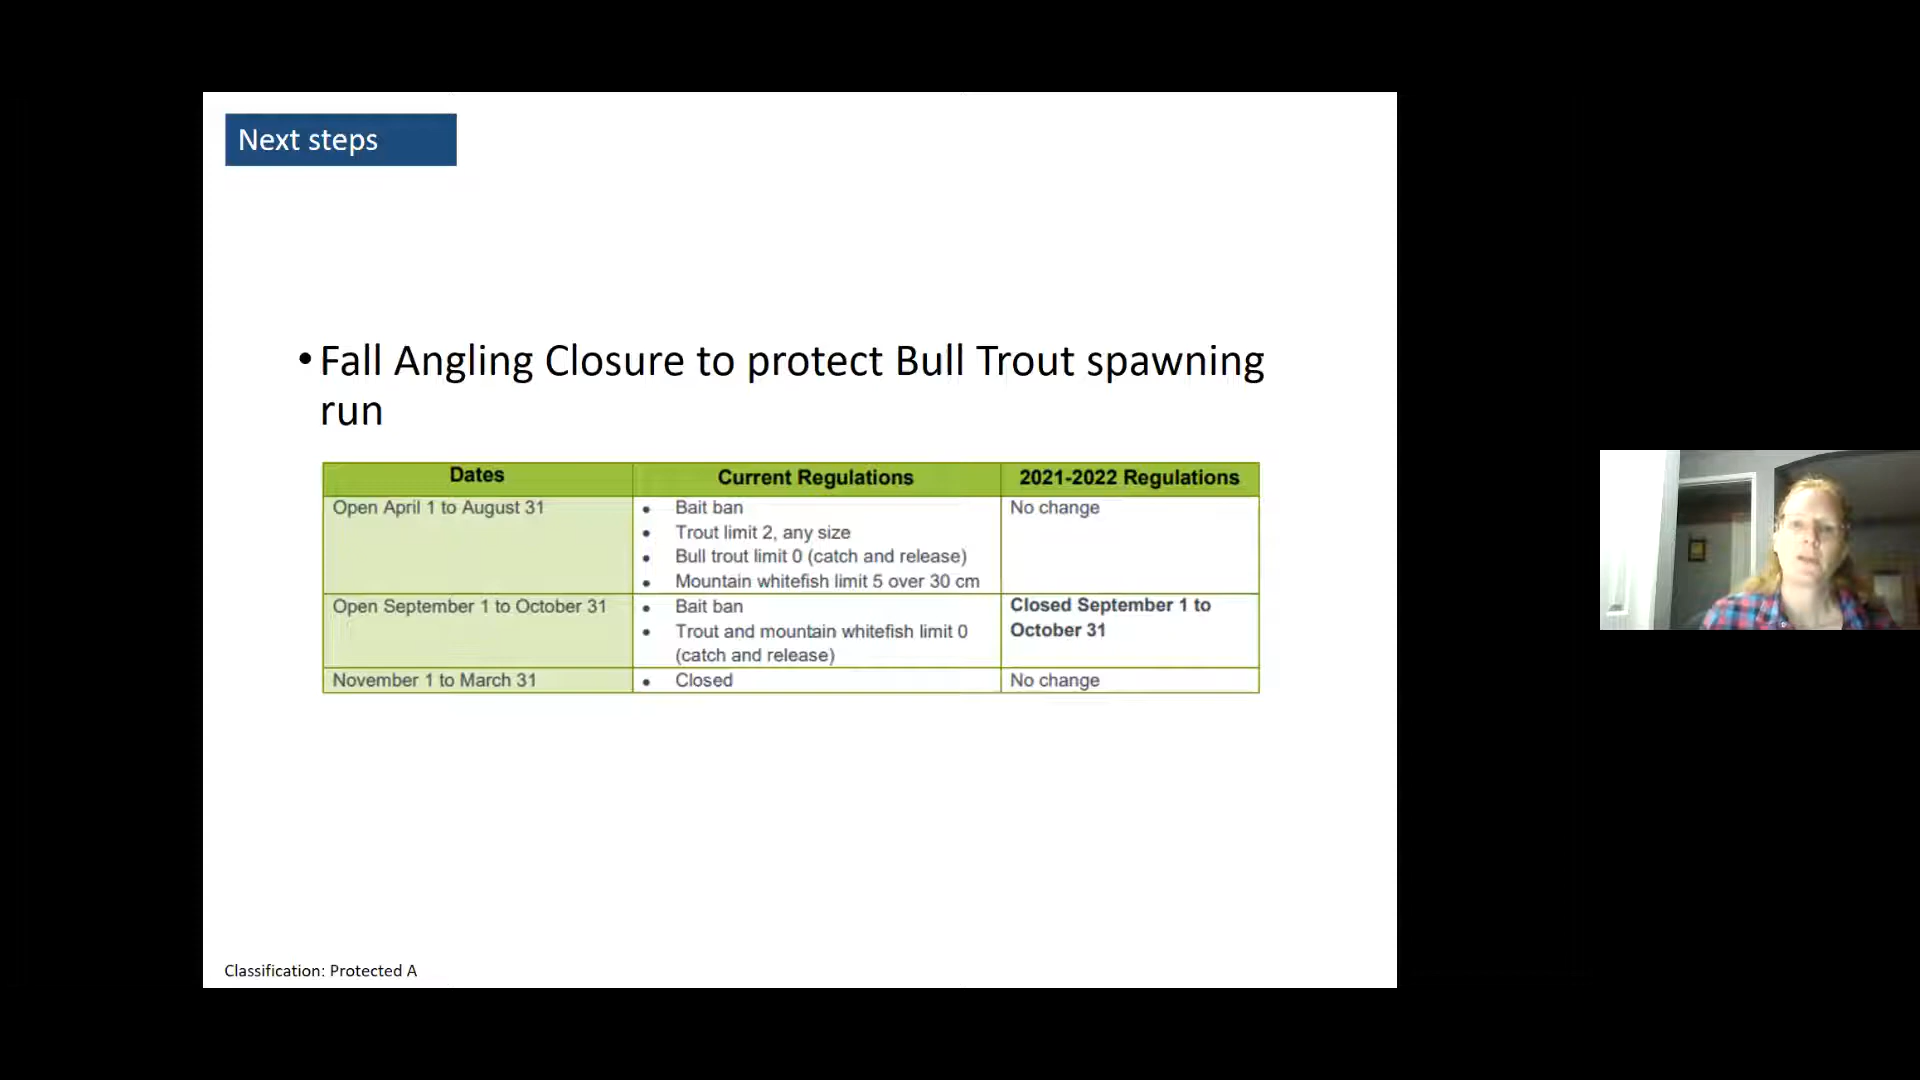 Next steps
• Fall Angling Closure to protect Bull Trout spawning
run
Dates Current Regulations 2021-2022 Regulations
Open April 1 to August 31 • Bait ban No change
• Trout limit 2, any size
• Bull trout limit 0 (catch and release)
• Mountain whitefish limit 5 over 30 cm
Open September 1 to October 31 • Bait ban Closed September 1 to
• Trout and mountain whitefish limit 0 October 31
(catch and release)
November 1 to March 31 • Closed No change
Classification: Protected A